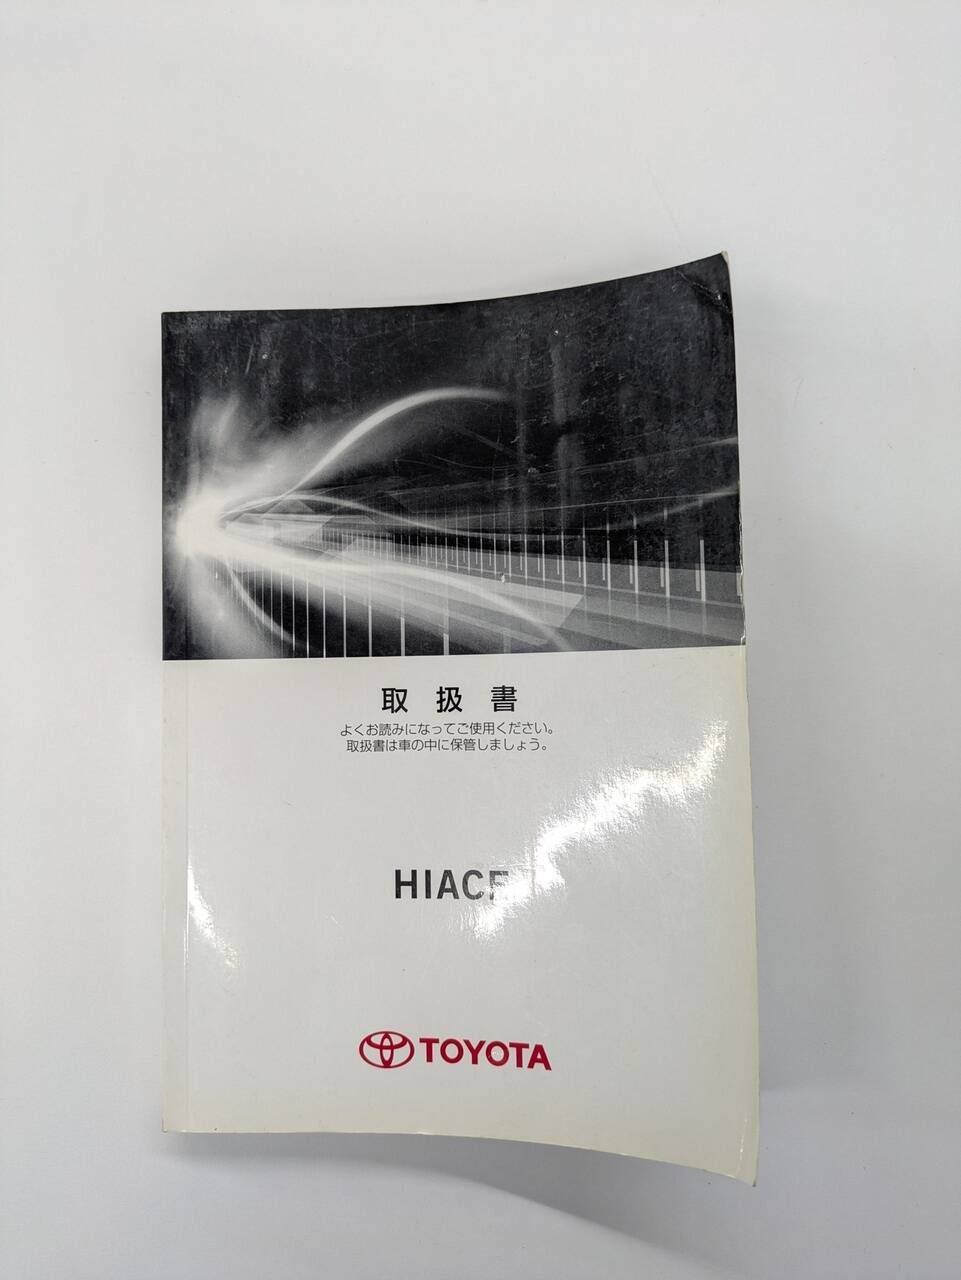 取扱書
よくお読みになってご使用ください。
取扱書は車の中に保管しましょう。
HIACE
TOYOTA